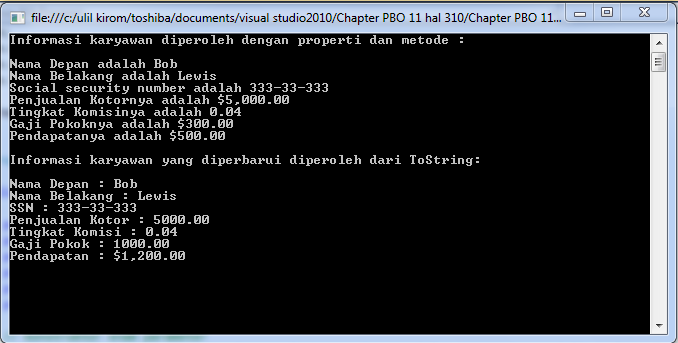 file:///c:/ulil kirom/toshiba/documents/visual studio2010/Chapter PBO 11 hal 310/Chapter PBO 11...
Informasi karyawan diperoleh dengan properti dan metode :
Nama Depan adalah Bob
Nama Belakang adalah Lewis
Social security number adalah 333-33-333
Penjualan Kotornya adalah $5,000.00
Tingkat Komisinya adalah 0.04
Gaji Pokoknya adalah $300.00
Pendapatanya adalah $500.00
Informasi karyawan yang diperbarui diperoleh dari ToString:
Nama Depan : Bob
Nama Belakang : Lewis
SSN : 333-33-333
Penjualan Kotor : 5000.00
Tingkat Komisi : 0.04
Gaji Pokok : 1000.00
Pendapatan : $1,200.00